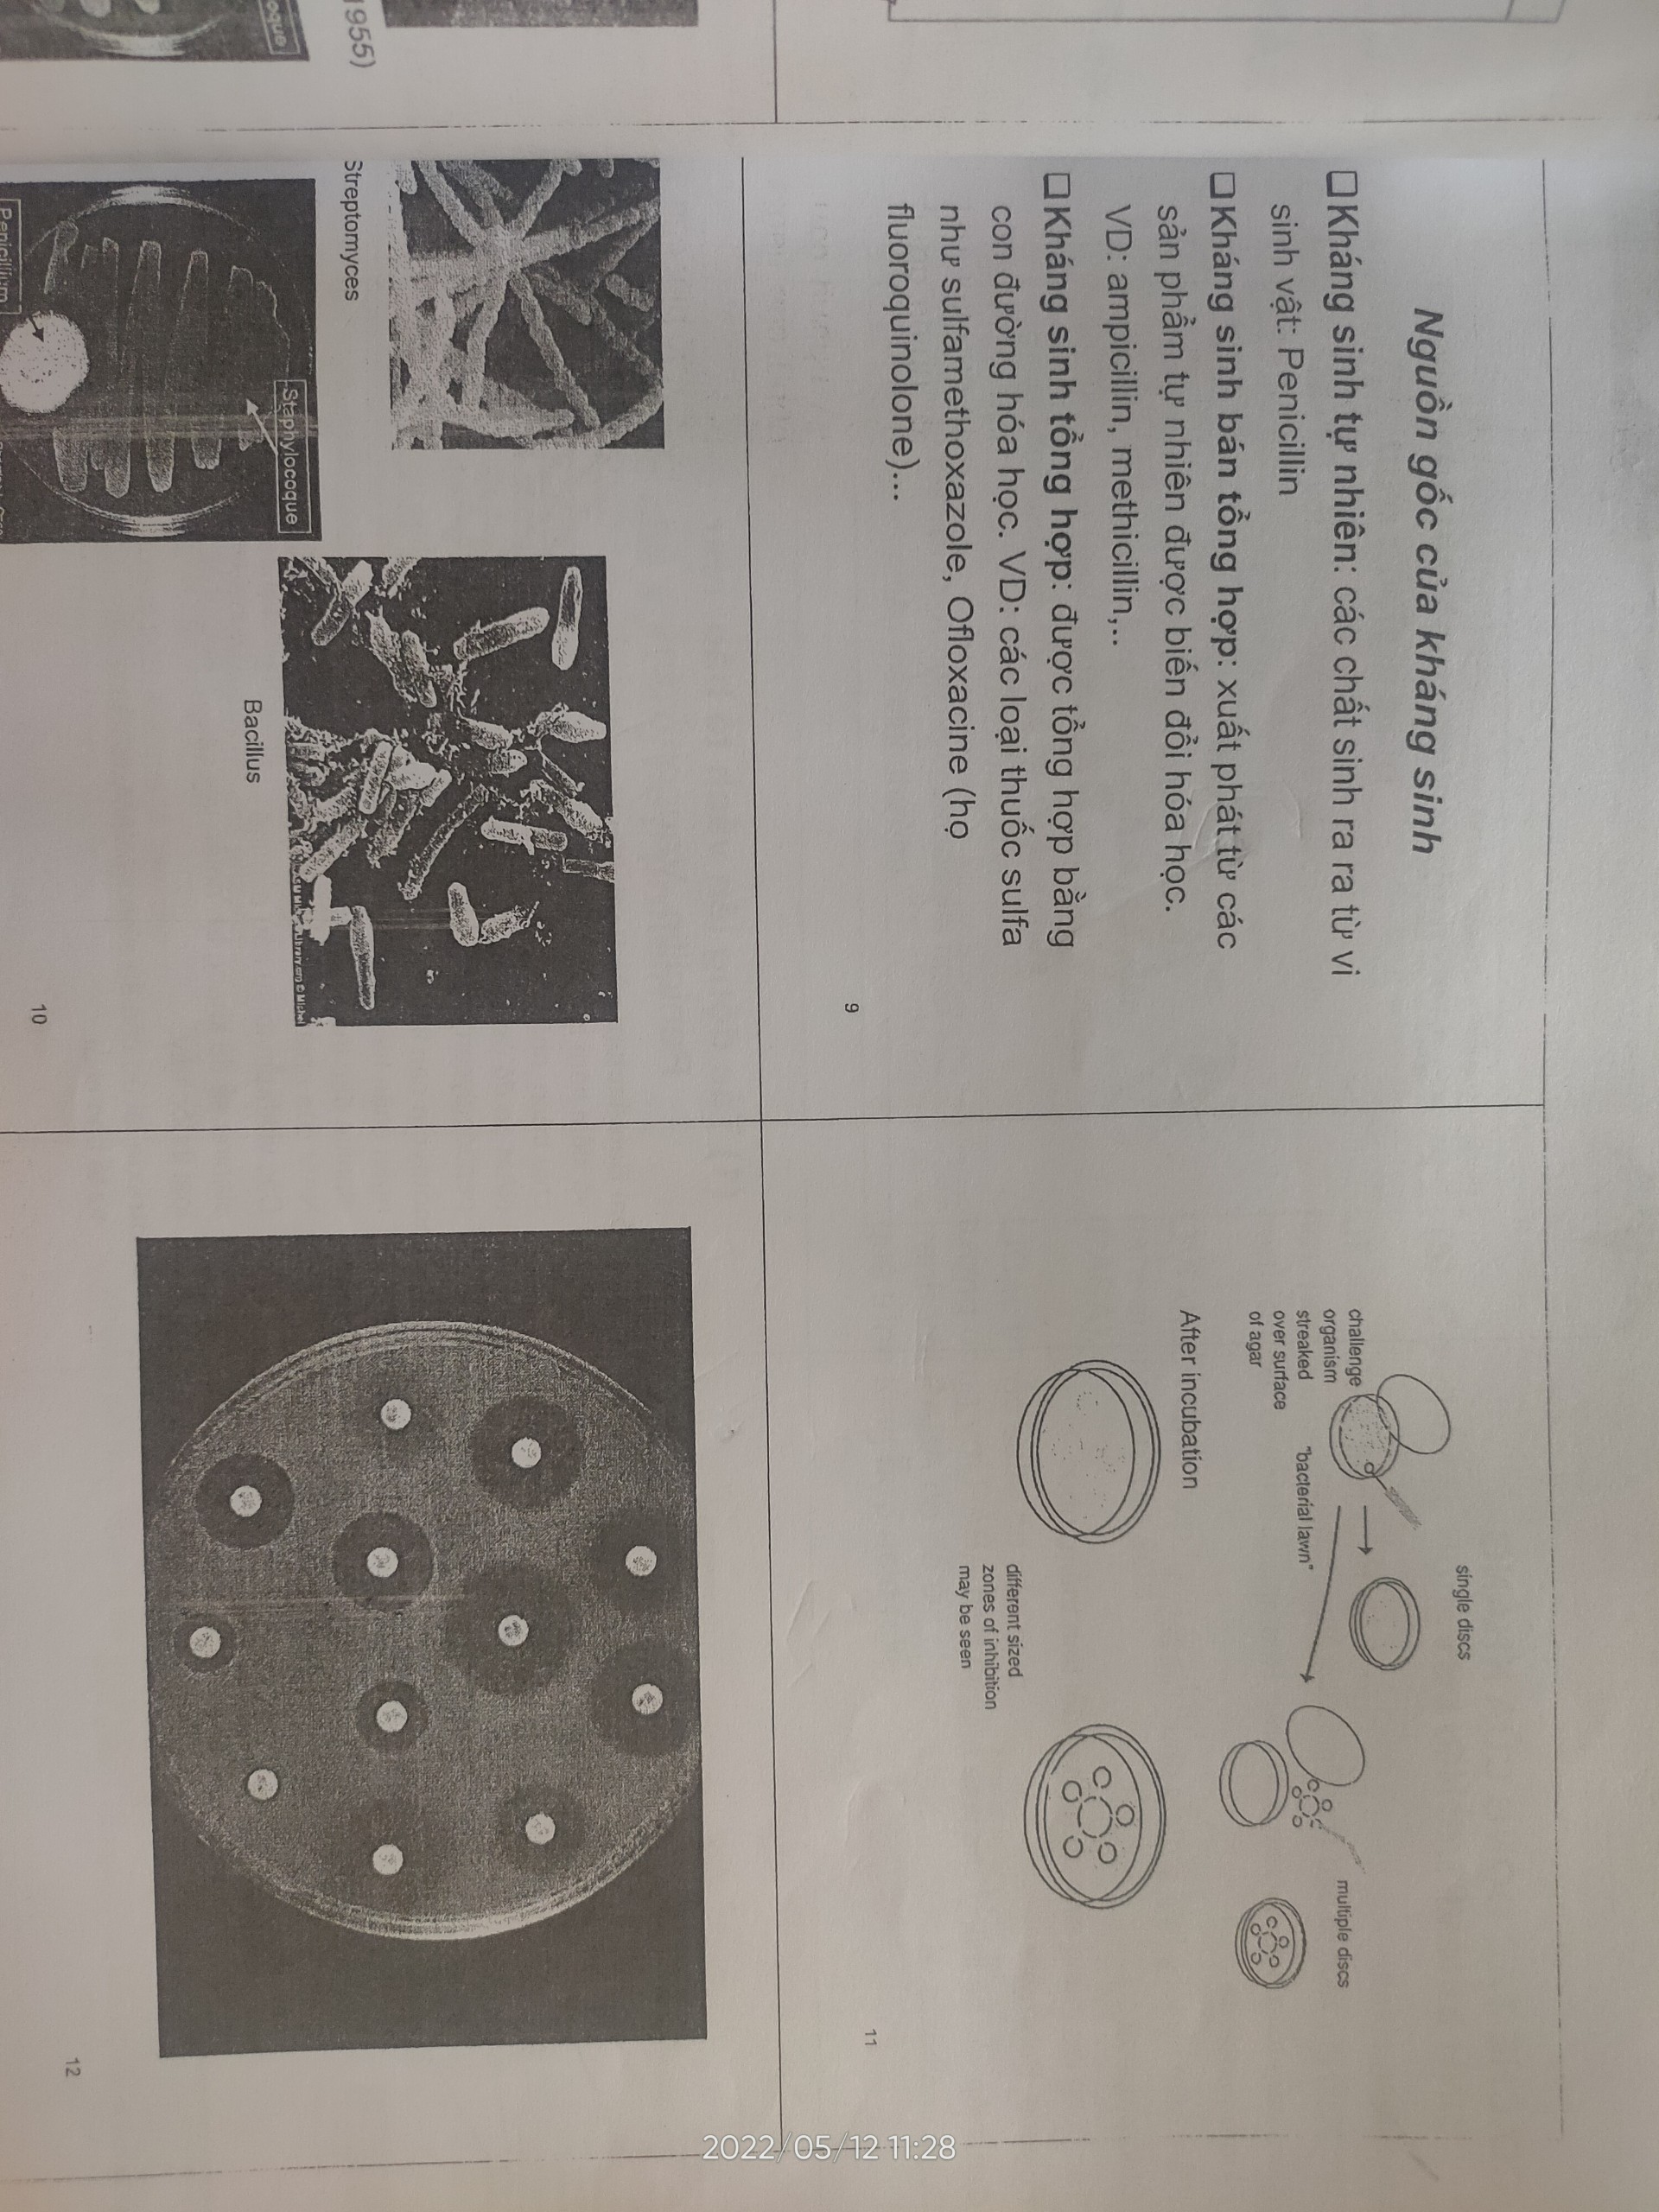 1955)
oque
Nguồn gốc của kháng sinh
❑Kháng sinh tự nhiên: các chất sinh ra ra từ vi
sinh vật: Penicillin
❑Kháng sinh bán tổng hợp: xuất phát từ các
sản phẩm tự nhiên được biến đổi hóa học.
VD: ampicillin, methicillin,..
❑Kháng sinh tổng hợp: được tổng hợp bằng
con đường hóa học. VD: các loại thuốc sulfa
như sulfamethoxazole, Ofloxacine (họ
fluoroquinolone)...
9
Streptomyces
Staphylocoque
Penicillium
Bacillus
10
single discs
challenge
organism
streaked
over surface
of agar
"bacterial lawn"
multiple discs
After incubation
different sized
zones of inhibition
may be seen
11
12
2022/05/12 11:28